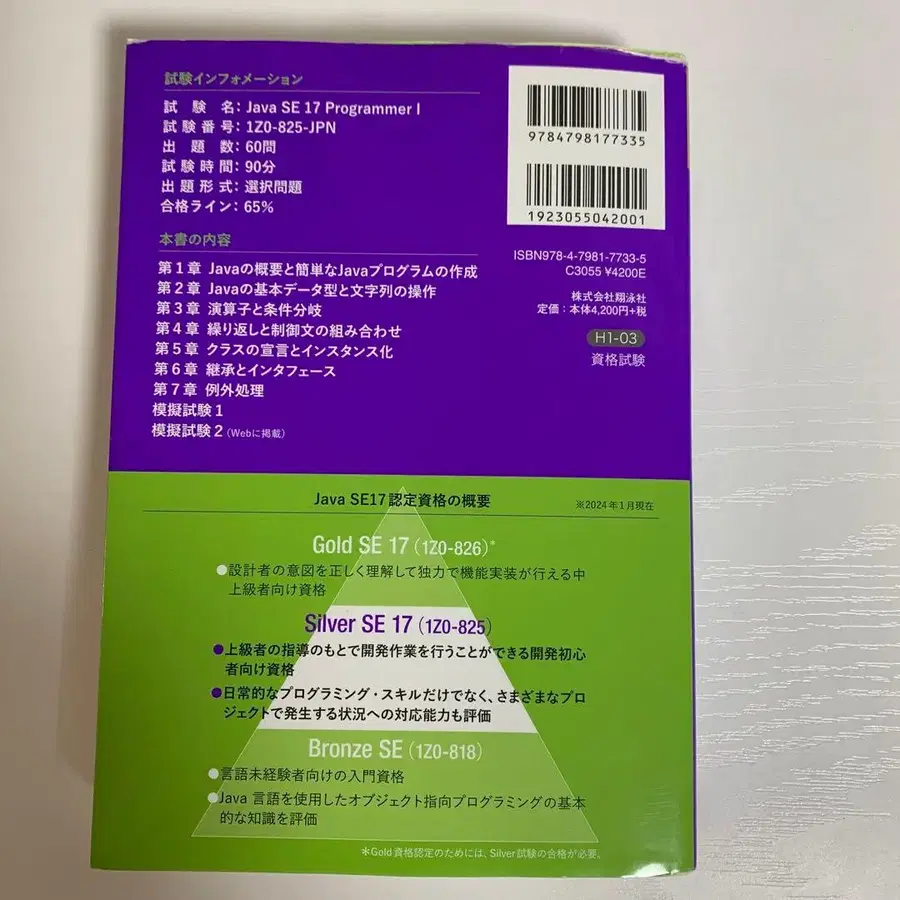 試験インフォメーション
試験名：Java SE 17 Programmer I
試験番号：1Z0-825-JPN
出題数：60問
試験時間：90分
出題形式：選択問題
合格ライン：65%
本書の内容
第1章 Javaの概要と簡単なJavaプログラムの作成
第2章 Javaの基本データ型と文字列の操作
第3章 演算子と条件分岐
第4章 繰り返しと制御文の組み合わせ
第5章 クラスの宣言とインスタンス化
第6章 継承とインタフェース
第7章 例外処理
模擬試験1
模擬試験2（Webに掲載）
9784798177335
1923055042001
ISBN978-4-7981-7733-5
C3055 ¥4200E
株式会社翔泳社
定価：本体4,200円+税
H1-03
資格試験
Java SE17認定資格の概要
※2024年1月現在
Gold SE 17（1Z0-826）*
●設計者の意図を正しく理解して独力で機能実装が行える中
上級者向け資格
Silver SE 17（1Z0-825）
●上級者の指導のもとで開発作業を行うことができる開発初心
者向け資格
●日常的なプログラミング・スキルだけでなく、さまざまなプロ
ジェクトで発生する状況への対応能力も評価
Bronze SE（1Z0-818）
●言語未経験者向けの入門資格
●Java 言語を使用したオブジェクト指向プログラミングの基本
的な知識を評価
＊Gold資格認定のためには、Silver試験の合格が必要。